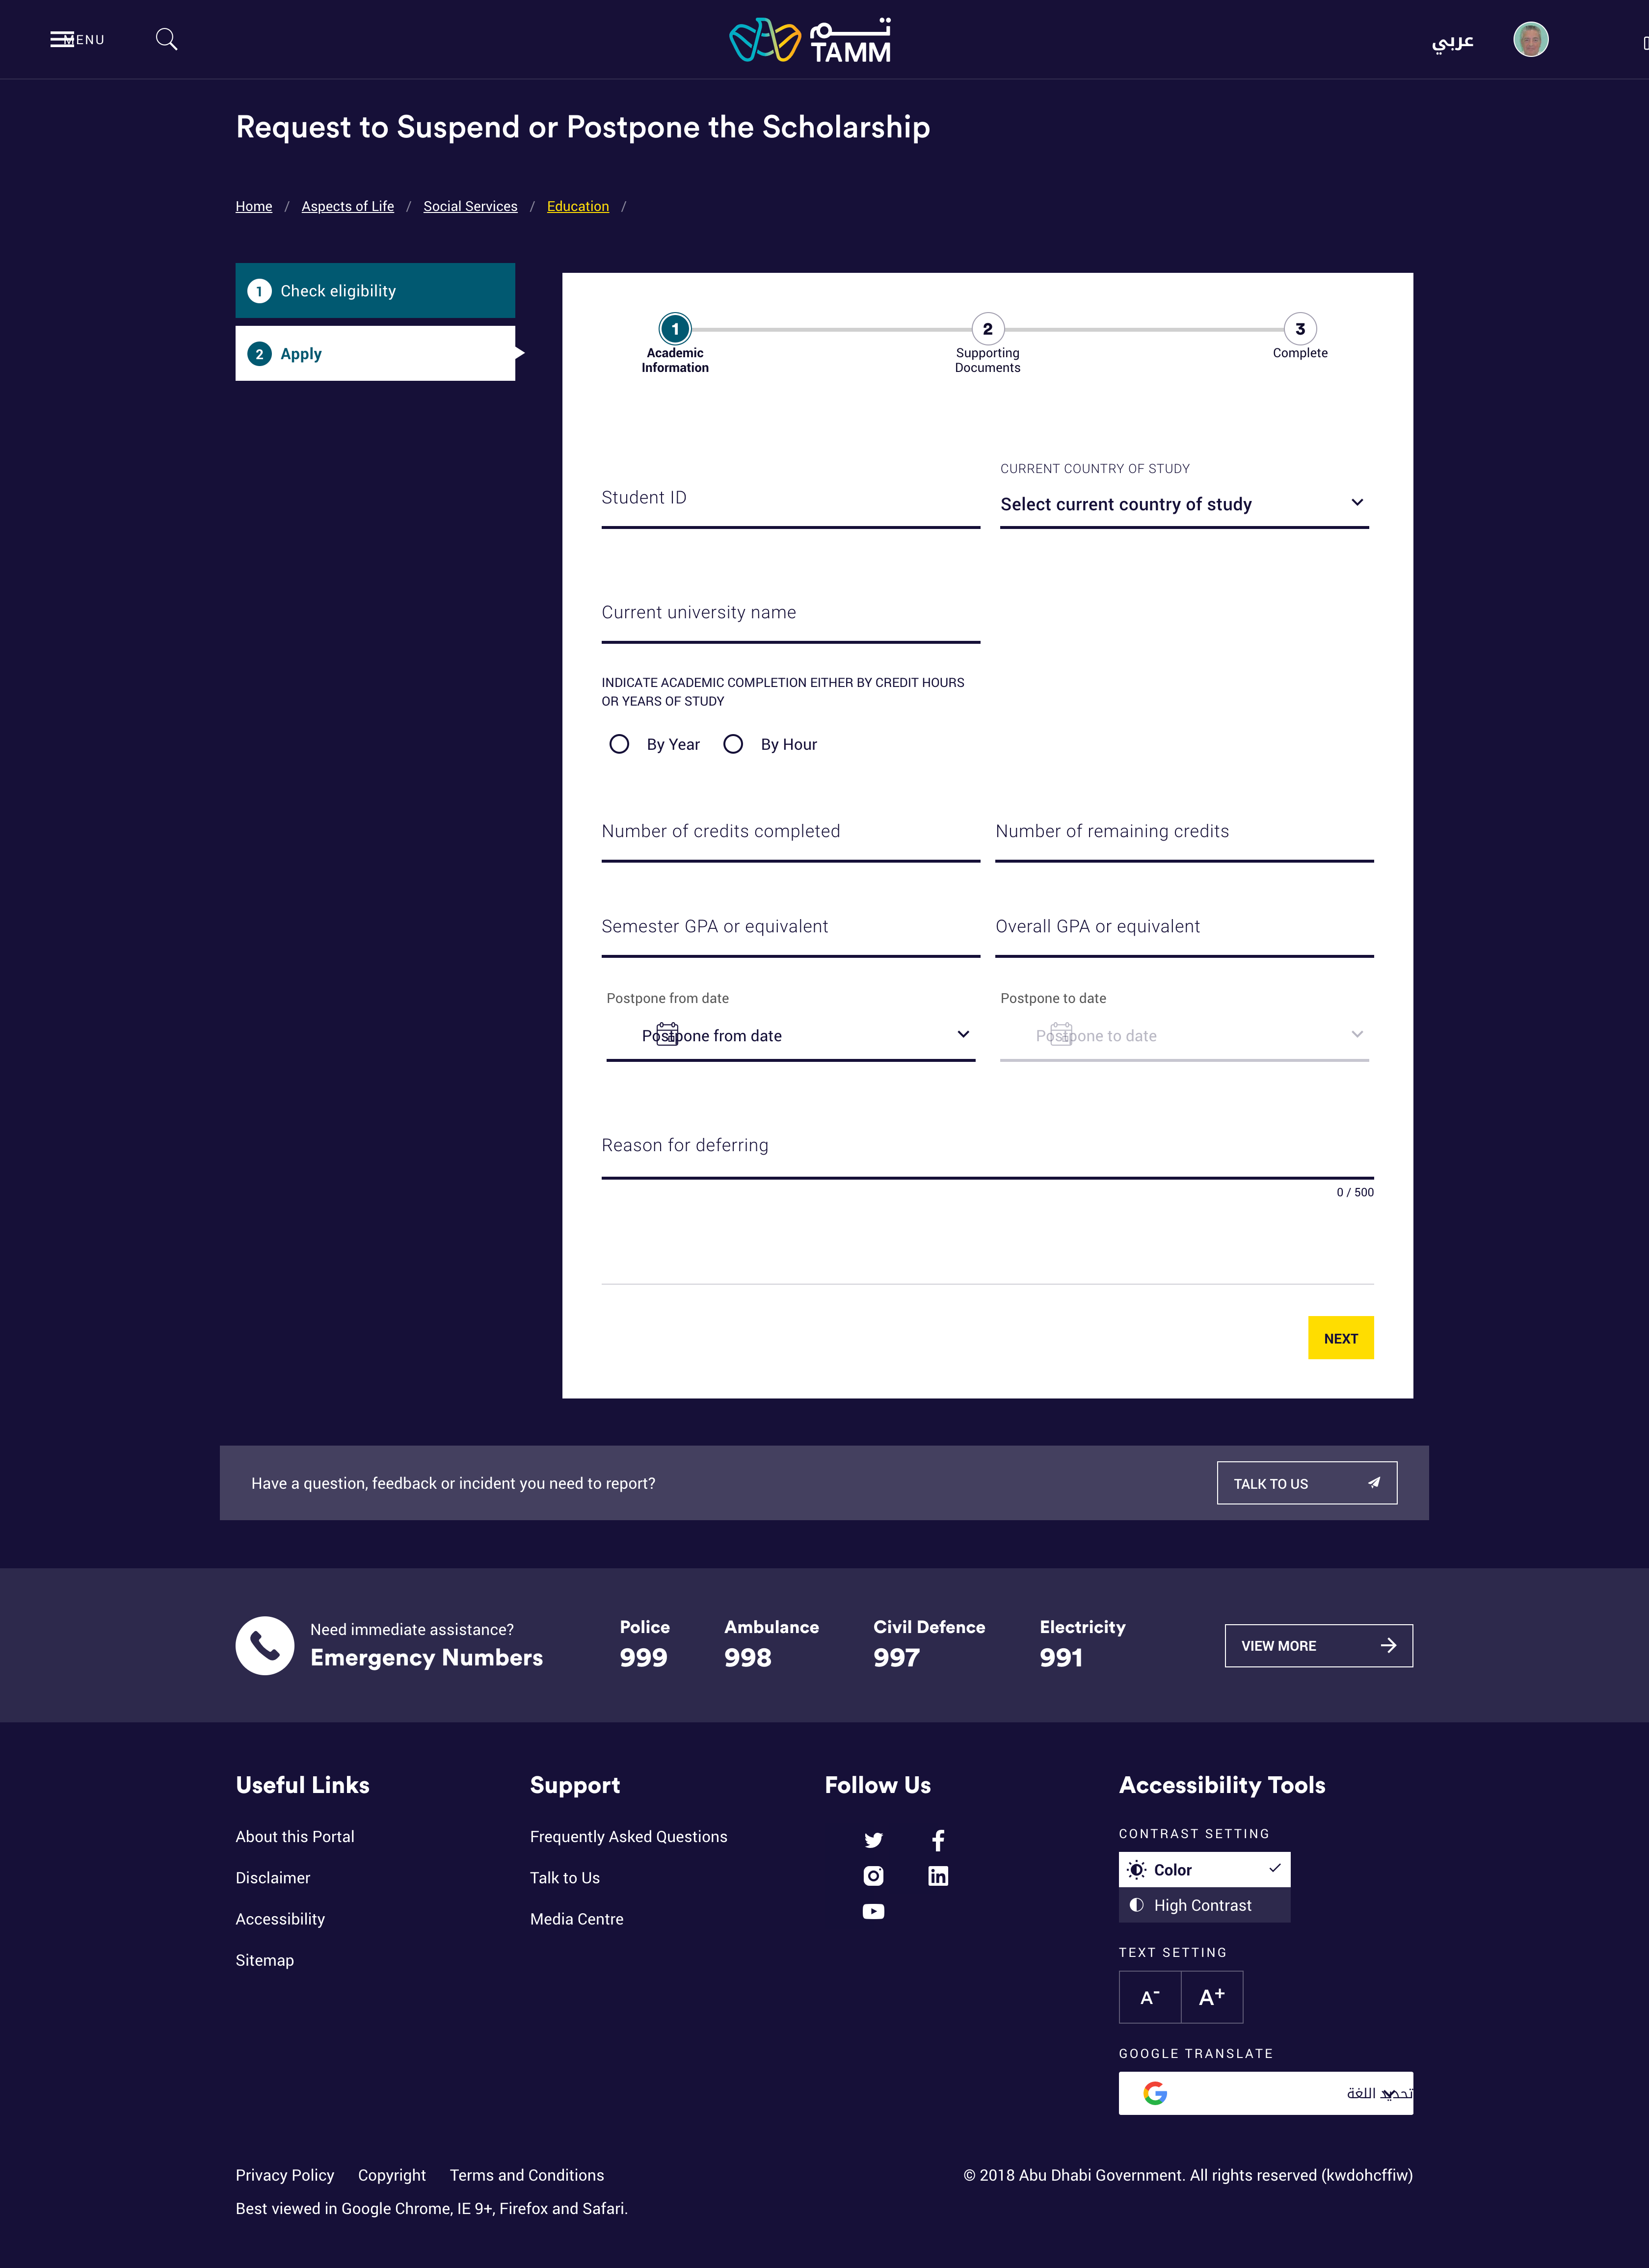 MENU
تم
TAMM
عربي
Request to Suspend or Postpone the Scholarship
Home / Aspects of Life / Social Services / Education /
1 Check eligibility
2 Apply
1
Academic
Information
2
Supporting
Documents
3
Complete
Student ID
CURRENT COUNTRY OF STUDY
Select current country of study
Current university name
INDICATE ACADEMIC COMPLETION EITHER BY CREDIT HOURS
OR YEARS OF STUDY
By Year
By Hour
Number of credits completed
Number of remaining credits
Semester GPA or equivalent
Overall GPA or equivalent
Postpone from date
Postpone from date
Postpone to date
Postpone to date
Reason for deferring
0 / 500
NEXT
Have a question, feedback or incident you need to report?
TALK TO US
Need immediate assistance?
Emergency Numbers
Police
999
Ambulance
998
Civil Defence
997
Electricity
991
VIEW MORE
Useful Links
About this Portal
Disclaimer
Accessibility
Sitemap
Support
Frequently Asked Questions
Talk to Us
Media Centre
Follow Us
Accessibility Tools
CONTRAST SETTING
Color
High Contrast
TEXT SETTING
A-
A+
GOOGLE TRANSLATE
تحديد اللغة
Privacy Policy Copyright Terms and Conditions
© 2018 Abu Dhabi Government. All rights reserved (kwdohcffiw)
Best viewed in Google Chrome, IE 9+, Firefox and Safari.